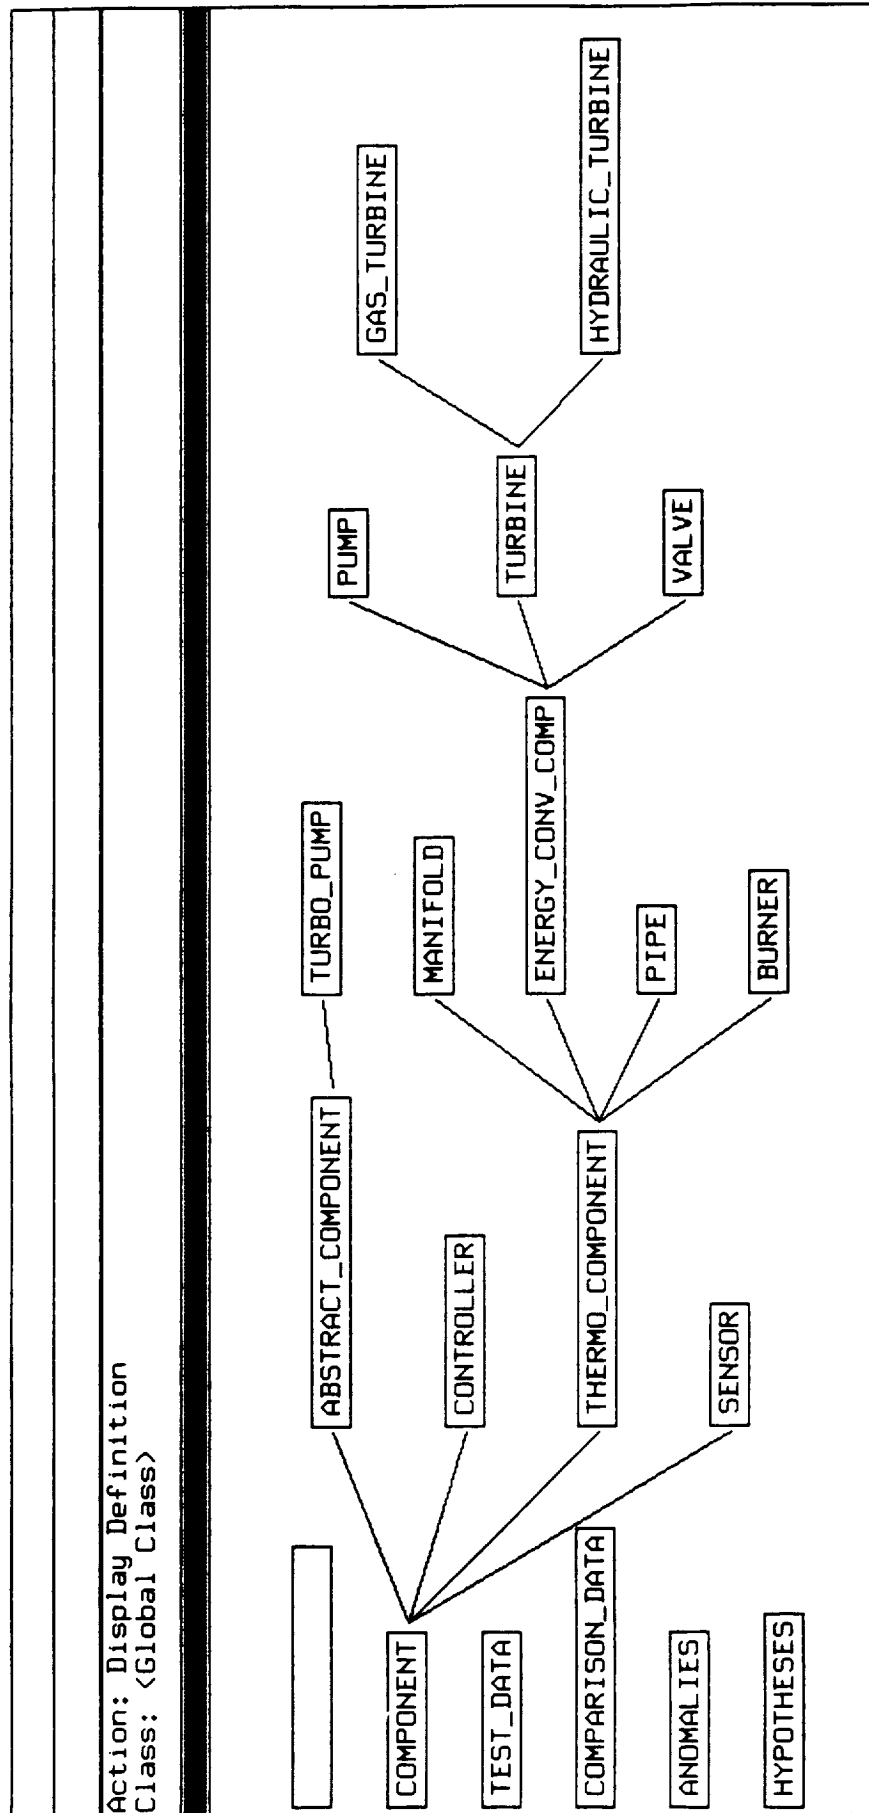 Action: Display Definition
Class: <Global Class>
COMPONENT
TEST_DATA
COMPARISON_DATA
ANOMALIES
HYPOTHESES
ABSTRACT_COMPONENT
CONTROLLER
THERMO_COMPONENT
SENSOR
TURBO_PUMP
MANIFOLD
ENERGY_CONV_COMP
PIPE
BURNER
PUMP
TURBINE
VALVE
GAS_TURBINE
HYDRAULIC_TURBINE